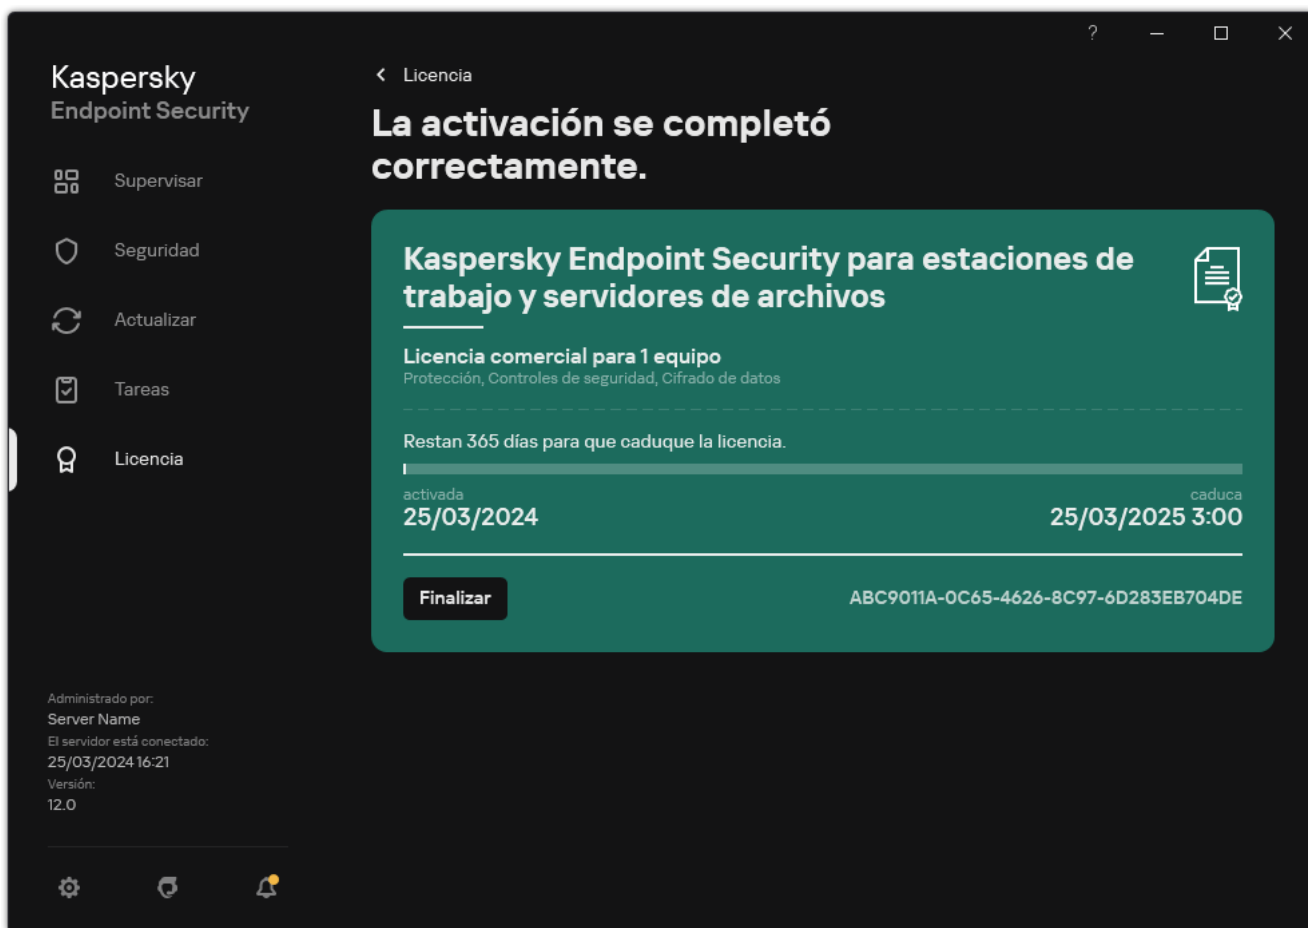 ?
Kaspersky
Endpoint Security
Supervisar
Seguridad
Actualizar
Tareas
Licencia
Administrado por:
Server Name
El servidor está conectado:
25/03/2024 16:21
Versión:
12.0
Licencia
La activación se completó
correctamente.
Kaspersky Endpoint Security para estaciones de
trabajo y servidores de archivos
Licencia comercial para 1 equipo
Protección, Controles de seguridad, Cifrado de datos
Restan 365 días para que caduque la licencia.
activada
25/03/2024
caduca
25/03/2025 3:00
Finalizar
ABC9011A-0C65-4626-8C97-6D283EB704DE